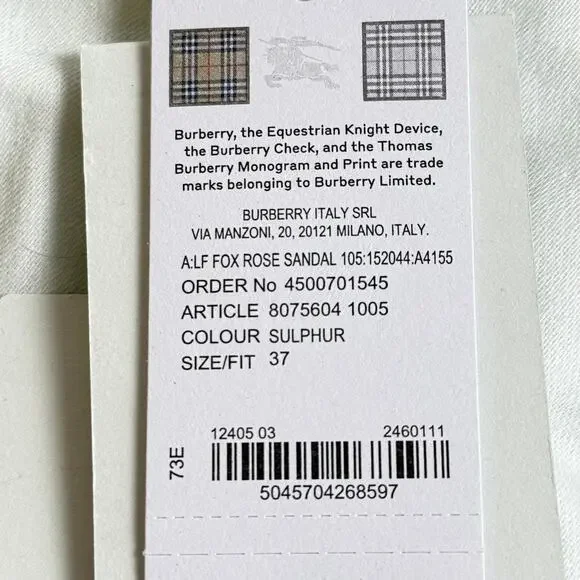 Burberry, the Equestrian Knight Device,
the Burberry Check, and the Thomas
Burberry Monogram and Print are trade
marks belonging to Burberry Limited.
BURBERRY ITALY SRL
VIA MANZONI, 20, 20121 MILANO, ITALY.
A:LF FOX ROSE SANDAL 105:152044:A4155
ORDER No 4500701545
ARTICLE 8075604 1005
COLOUR SULPHUR
SIZE/FIT 37
73E
12405 03 2460111
5045704268597